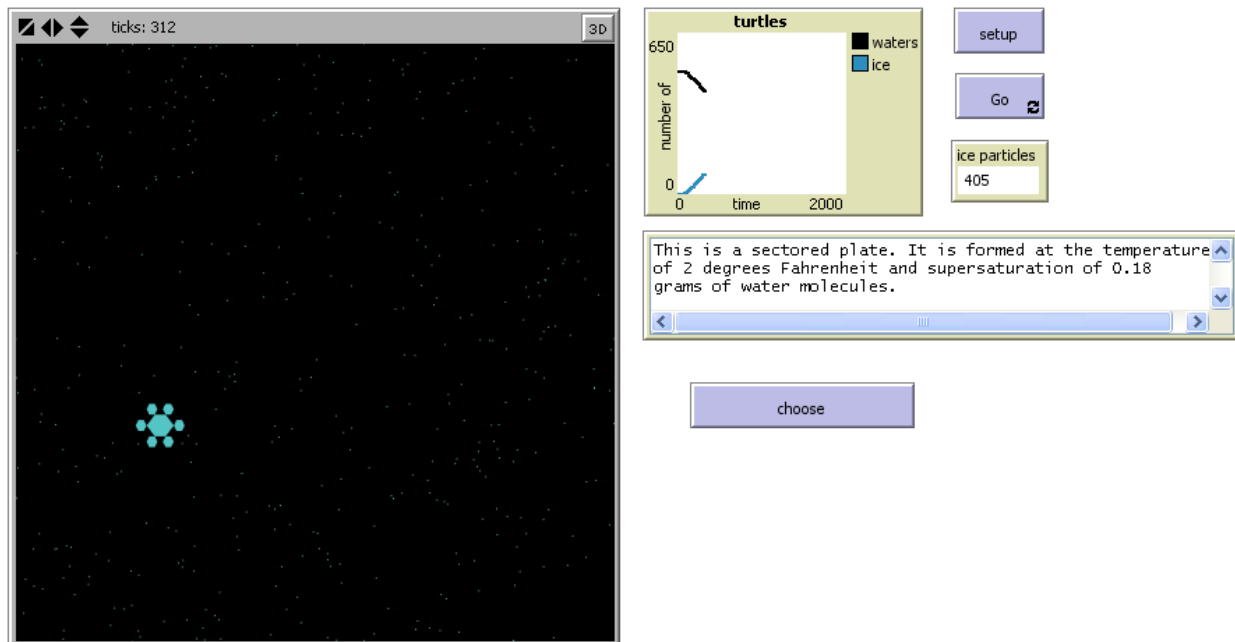 ticks: 312
3D
turtles
650
number of
0
0
time
2000
waters
ice
setup
Go
ice particles
405
This is a sectored plate. It is formed at the temperature
of 2 degrees Fahrenheit and supersaturation of 0.18
grams of water molecules.
choose